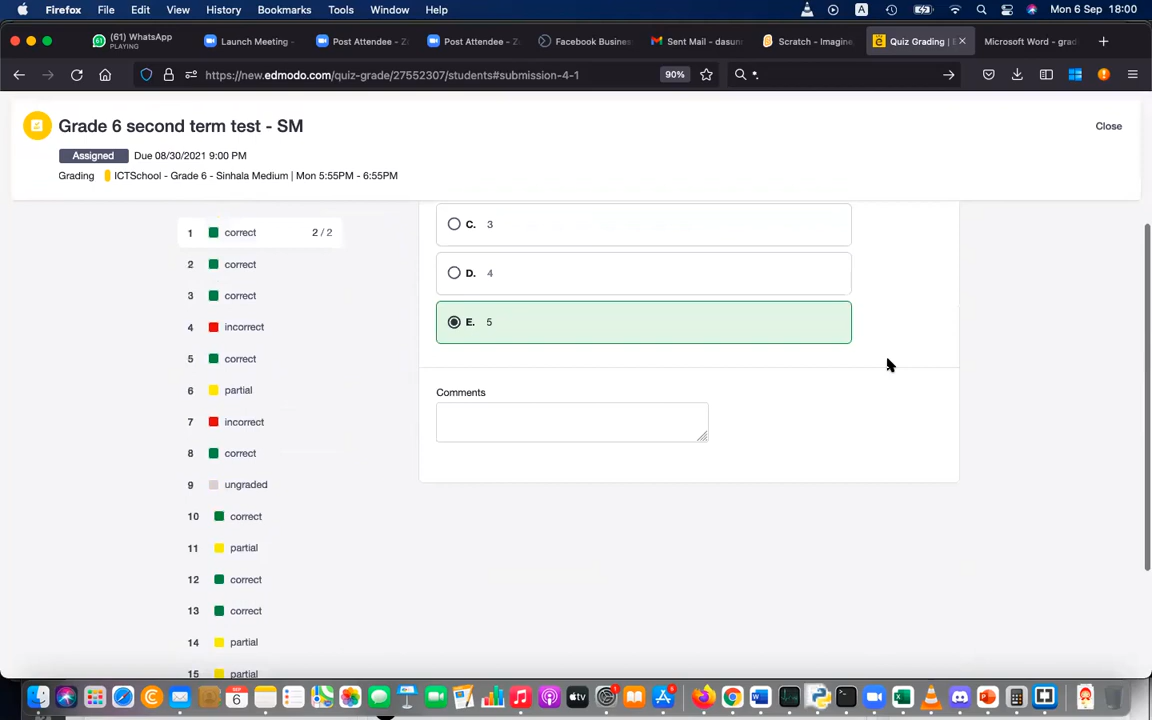 Firefox File Edit View History Bookmarks Tools Window Help A Mon 6 Sep 18:00
(61) WhatsApp
PLAYING
Launch Meeting -
Post Attendee - Zo
Post Attendee - Zo
Facebook Busines
Sent Mail - dasun
Scratch - Imagine,
Quiz Grading | E
Microsoft Word - grad
https://new.edmodo.com/quiz-grade/27552307/students#submission-4-1
90%
Grade 6 second term test - SM
Close
Assigned Due 08/30/2021 9:00 PM
Grading ICTSchool - Grade 6 - Sinhala Medium | Mon 5:55PM - 6:55PM
1 correct 2 / 2
2 correct
3 correct
4 incorrect
5 correct
6 partial
7 incorrect
8 correct
9 ungraded
10 correct
11 partial
12 correct
13 correct
14 partial
15 partial
C. 3
D. 4
E. 5
Comments